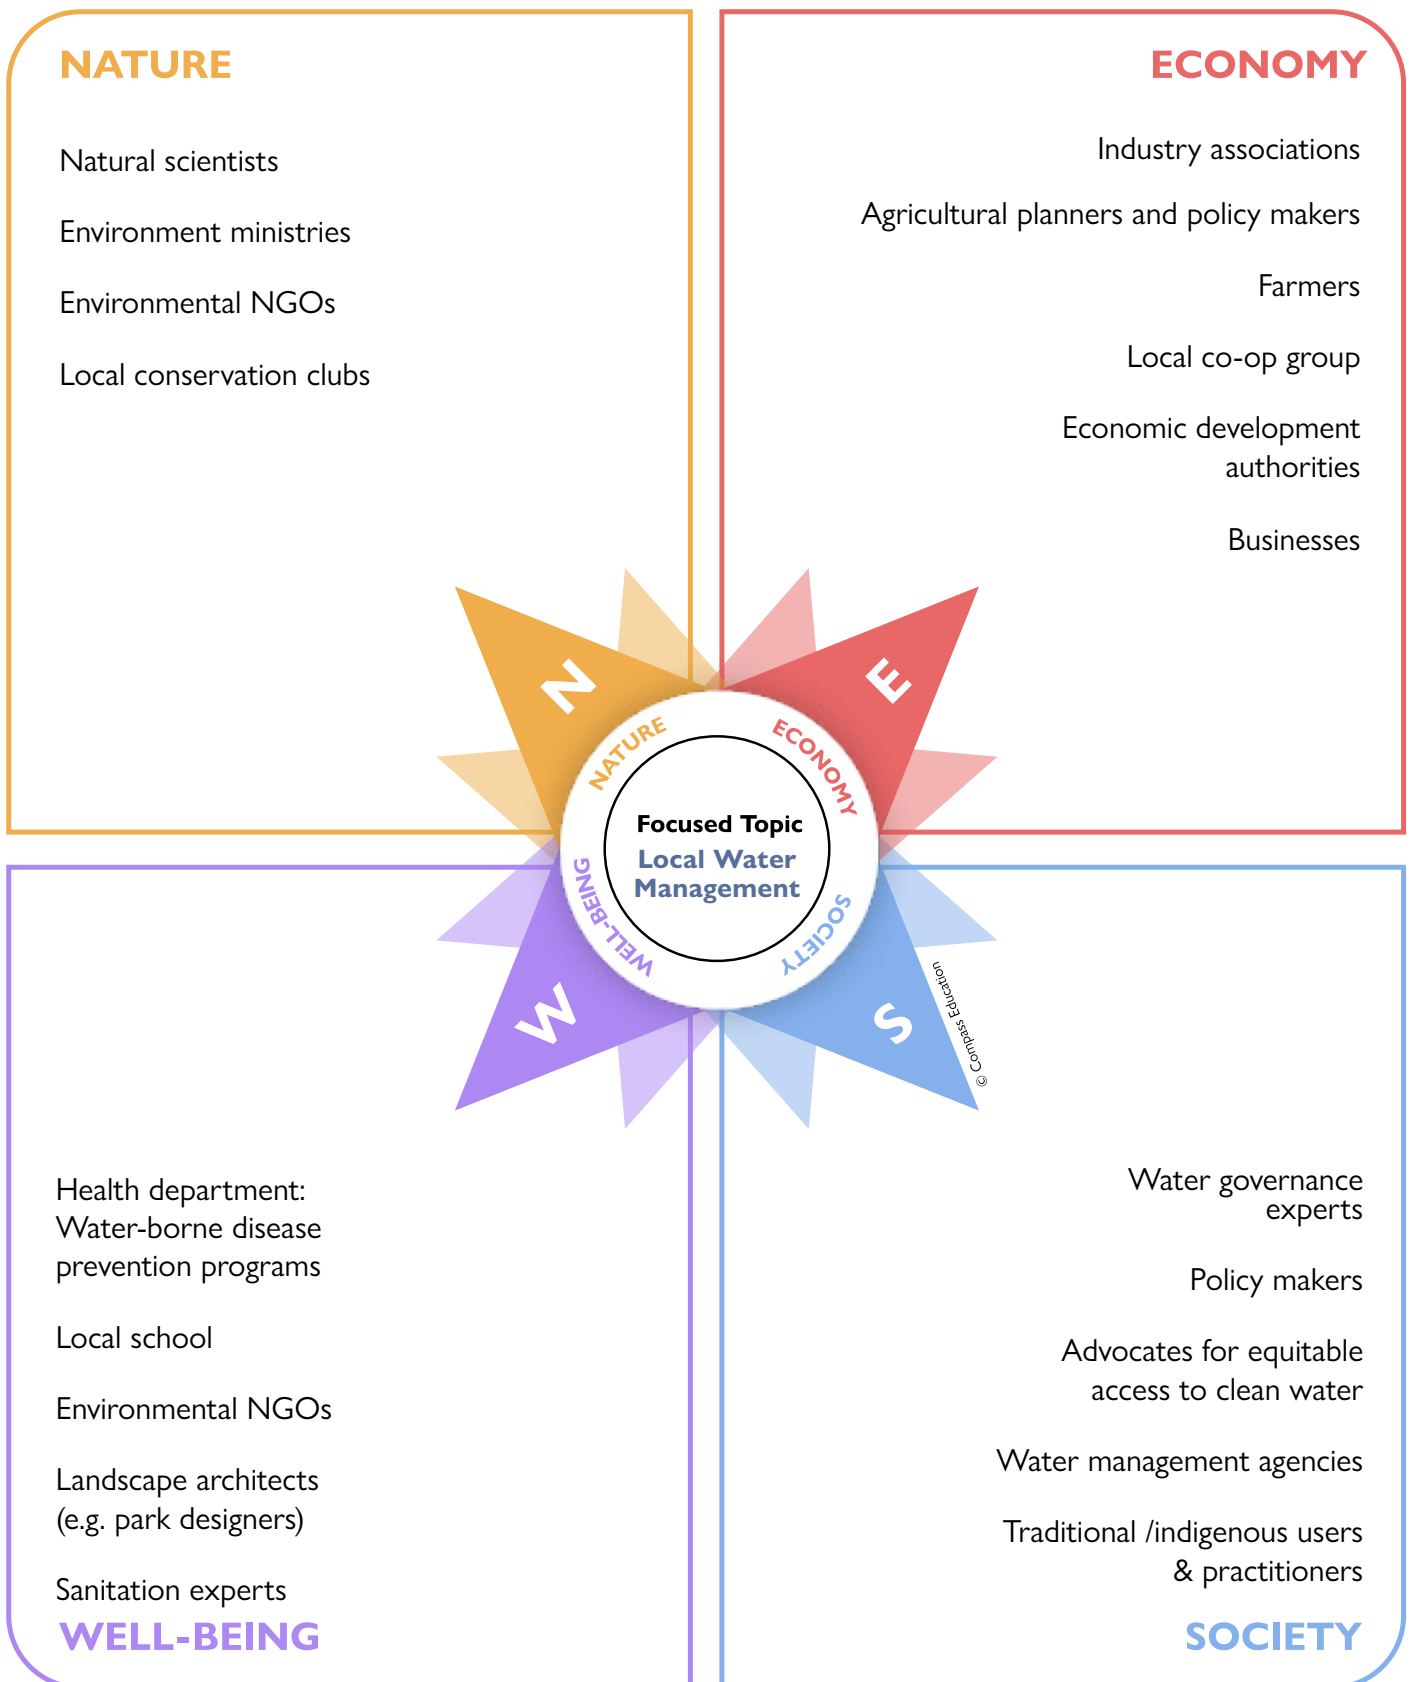 NATURE
Natural scientists
Environment ministries
Environmental NGOs
Local conservation clubs
ECONOMY
Industry associations
Agricultural planners and policy makers
Farmers
Local co-op group
Economic development
authorities
Businesses
N
E
NATURE
ECONOMY
Focused Topic
Local Water
Management
WELL-BEING
SOCIETY
W
S
© Compass Education
Health department:
Water-borne disease
prevention programs
Local school
Environmental NGOs
Landscape architects
(e.g. park designers)
Sanitation experts
WELL-BEING
Water governance
experts
Policy makers
Advocates for equitable
access to clean water
Water management agencies
Traditional /indigenous users
& practitioners
SOCIETY